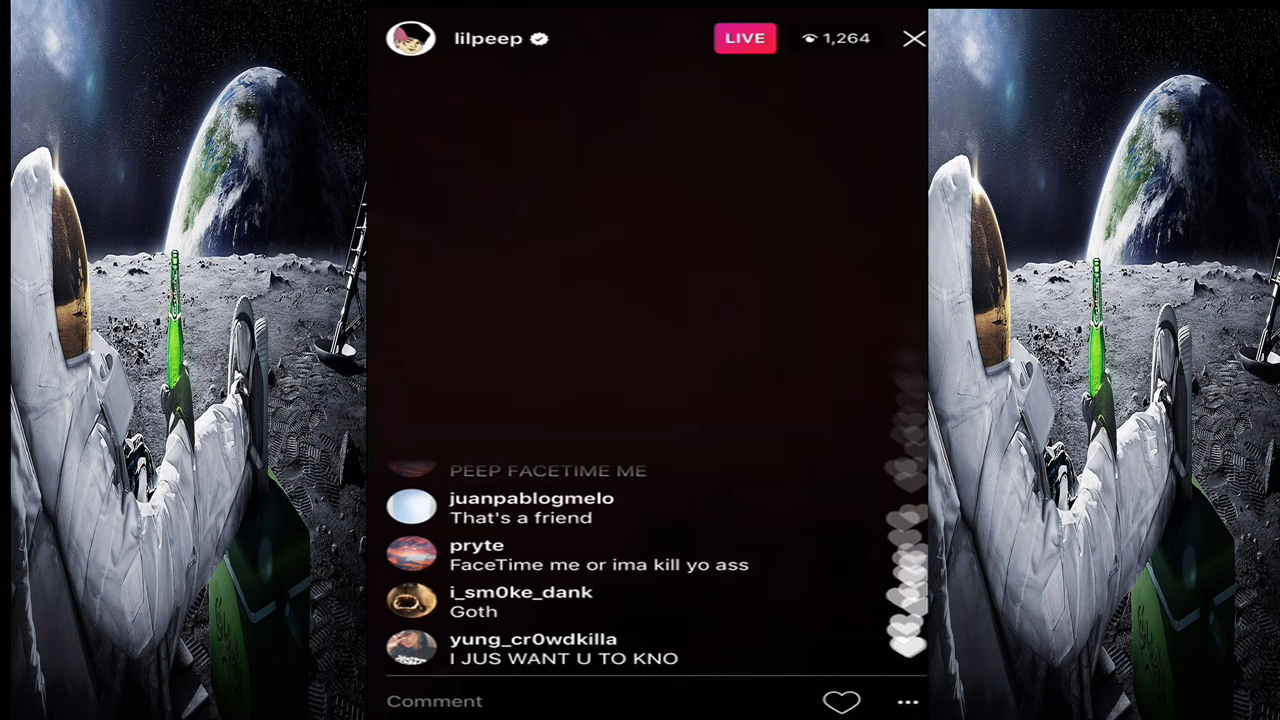 lilpeep
LIVE
1,264
PEEP FACETIME ME
juanpablogmelo
That's a friend
pryte
FaceTime me or ima kill yo ass
i_sm0ke_dank
Goth
yung_cr0wdkilla
I JUS WANT U TO KNO
Comment